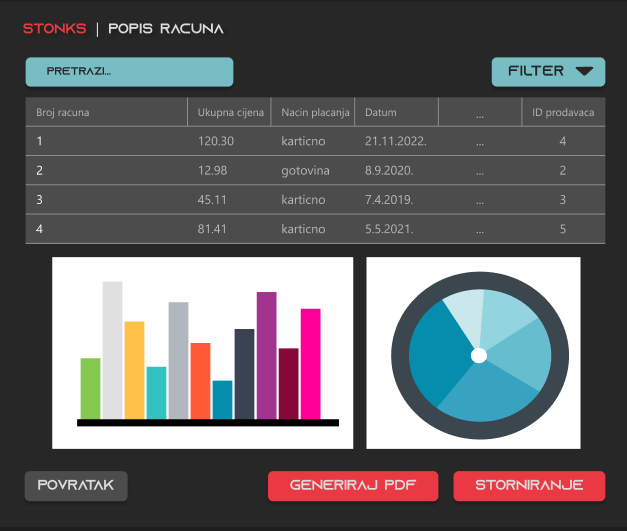 STONKS | POPIS RACUNA
PRETRAZI...
FILTER
Broj racuna Ukupna cijena Nacin placanja Datum ... ID prodavaca
1 120.30 karticno 21.11.2022. ... 4
2 12.98 gotovina 8.9.2020. ... 2
3 45.11 karticno 7.4.2019. ... 3
4 81.41 karticno 5.5.2021. ... 5
POVRATAK
GENERIRAJ PDF
STORNIRANJE